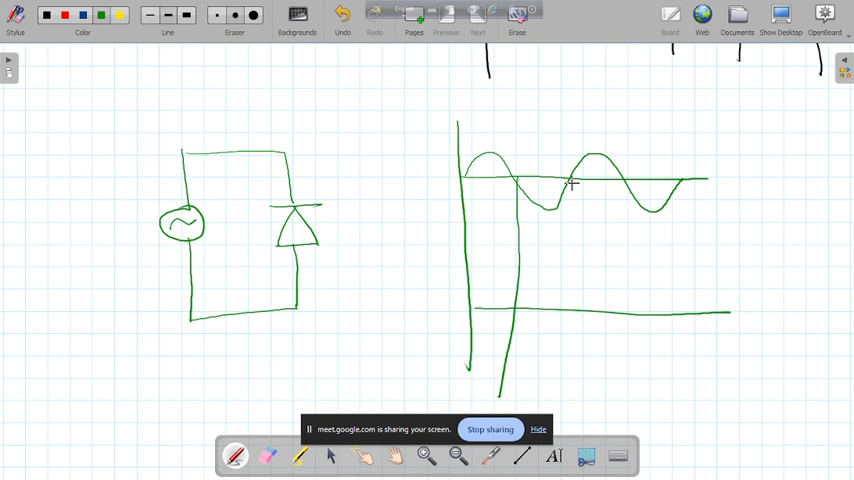 English
Stylus
Color
Line
Eraser
Backgrounds
Undo
Redo
Pages
Previous
Next
Erase
Board
Web
Documents
Show Desktop
OpenBoard
meet.google.com is sharing your screen.
Stop sharing
Hide